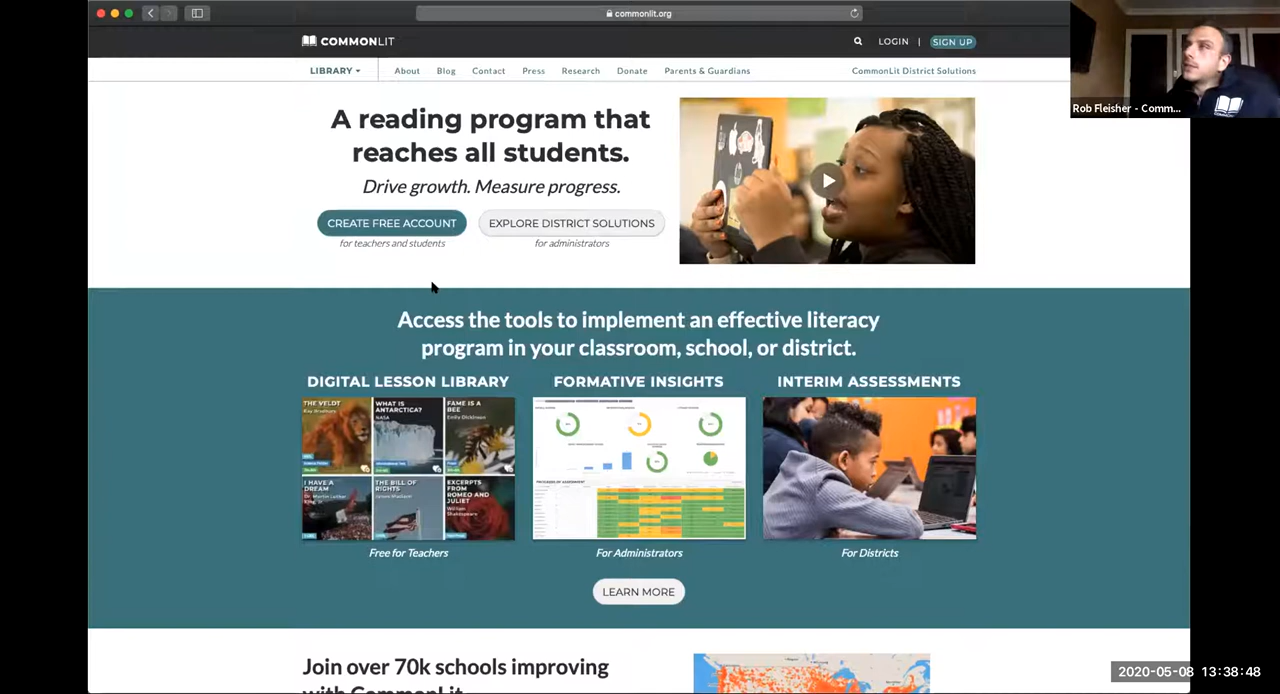 commonlit.org
COMMONLIT
LOGIN | SIGN UP
LIBRARY About Blog Contact Press Research Donate Parents & Guardians CommonLit District Solutions
Rob Fleisher - Comm...
A reading program that
reaches all students.
Drive growth. Measure progress.
CREATE FREE ACCOUNT EXPLORE DISTRICT SOLUTIONS
for teachers and students for administrators
Access the tools to implement an effective literacy
program in your classroom, school, or district.
DIGITAL LESSON LIBRARY FORMATIVE INSIGHTS INTERIM ASSESSMENTS
THE VELDT
Ray Bradbury
WHAT IS
ANTARCTICA?
NASA
FAME IS A
BEE
Emily Dickinson
I HAVE A
DREAM
Dr. Martin Luther
King, Jr.
THE BILL OF
RIGHTS
James Madison
EXCERPTS
FROM
ROMEO AND
JULIET
William
Shakespeare
Free for Teachers For Administrators For Districts
LEARN MORE
Join over 70k schools improving
with CommonLit
2020-05-08 13:38:48